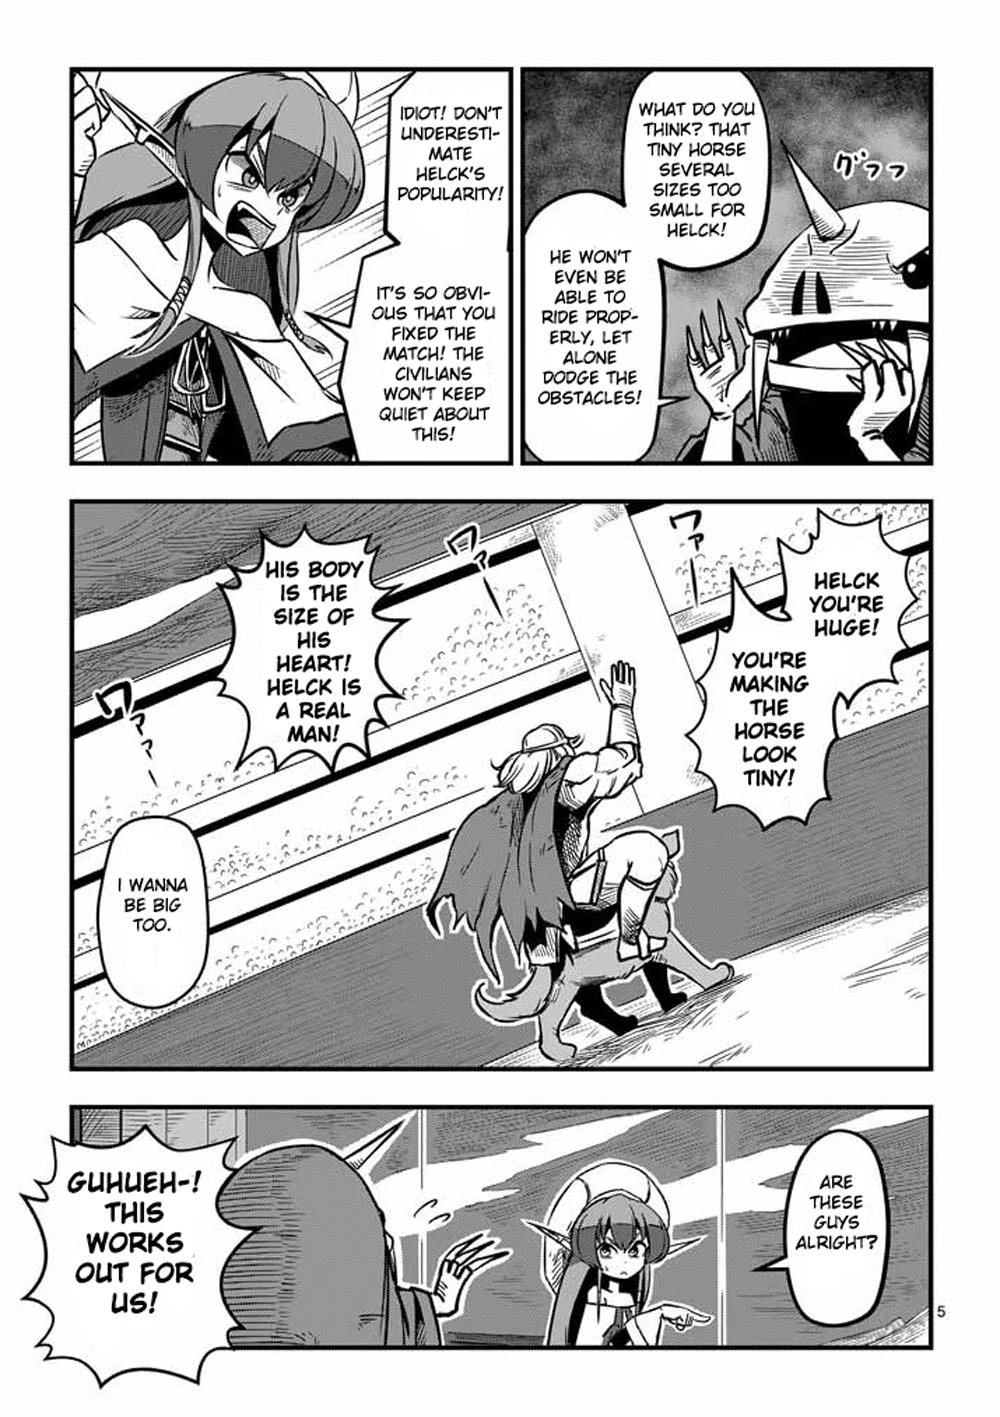 WHAT DO YOU
THINK? THAT
TINY HORSE
SEVERAL
SIZES TOO
SMALL FOR
HELCK!
HE WON'T
EVEN BE
ABLE TO
RIDE PROP-
ERLY, LET
ALONE
DODGE THE
OBSTACLES!
グフっっ
IDIOT! DON'T
UNDERESTI-
MATE
HELCK'S
POPULARITY!
IT'S SO OBVI-
OUS THAT YOU
FIXED THE
MATCH! THE
CIVILIANS
WON'T KEEP
QUIET ABOUT
THIS!
HELCK
YOU'RE
HUGE!
YOU'RE
MAKING
THE
HORSE
LOOK
TINY!
ワァァ
ワァァ
HIS BODY
IS THE
SIZE OF
HIS
HEART!
HELCK IS
A REAL
MAN!
ワァァ
I WANNA
BE BIG
TOO.
ARE
THESE
GUYS
ALRIGHT?
GUHUEH-!
THIS
WORKS
OUT FOR
US!
5